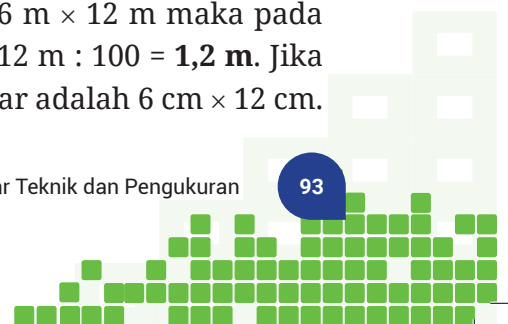 6 m × 12 m maka pada
12 m : 100 = 1,2 m. Jika
ar adalah 6 cm × 12 cm.
r Teknik dan Pengukuran
93